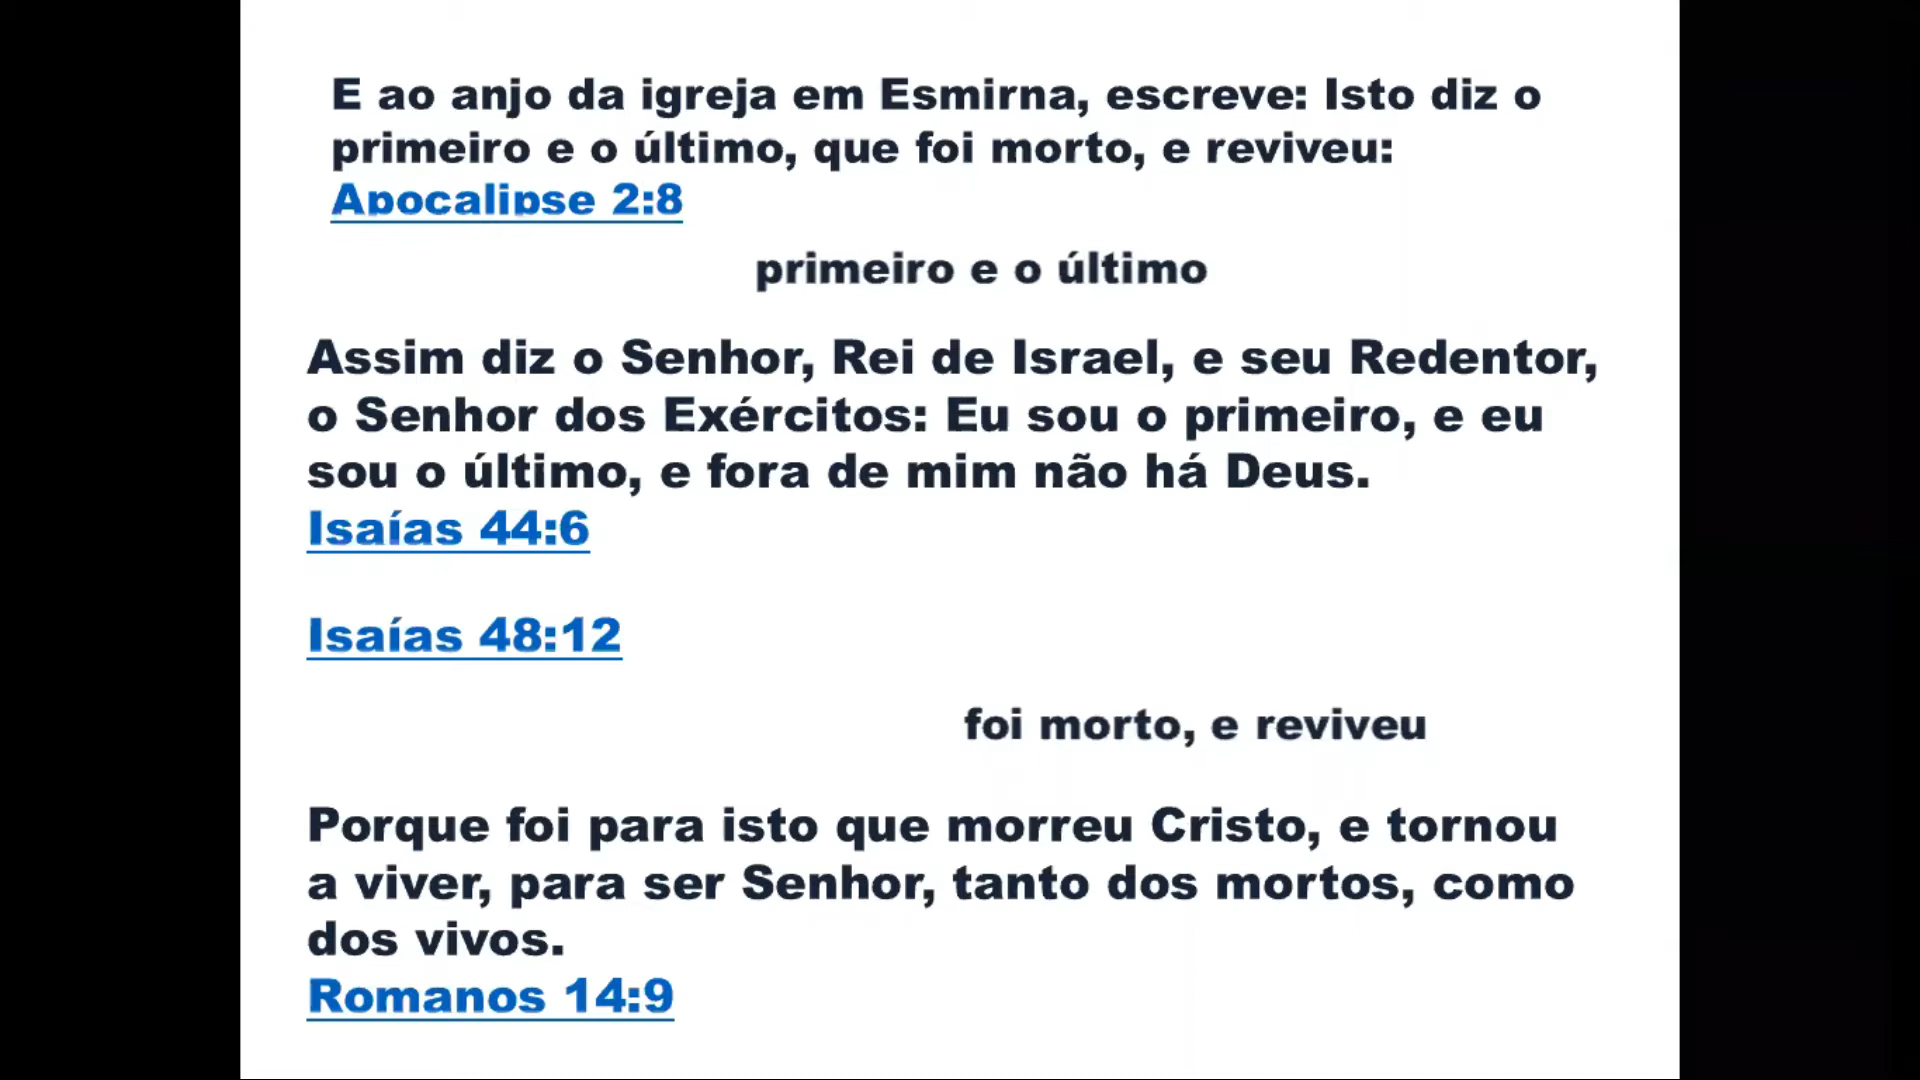 E ao anjo da igreja em Esmirna, escreve: Isto diz o
primeiro e o último, que foi morto, e reviveu:
Apocalipse 2:8
primeiro e o último
Assim diz o Senhor, Rei de Israel, e seu Redentor,
o Senhor dos Exércitos: Eu sou o primeiro, e eu
sou o último, e fora de mim não há Deus.
Isaías 44:6
Isaías 48:12
foi morto, e reviveu
Porque foi para isto que morreu Cristo, e tornou
a viver, para ser Senhor, tanto dos mortos, como
dos vivos.
Romanos 14:9